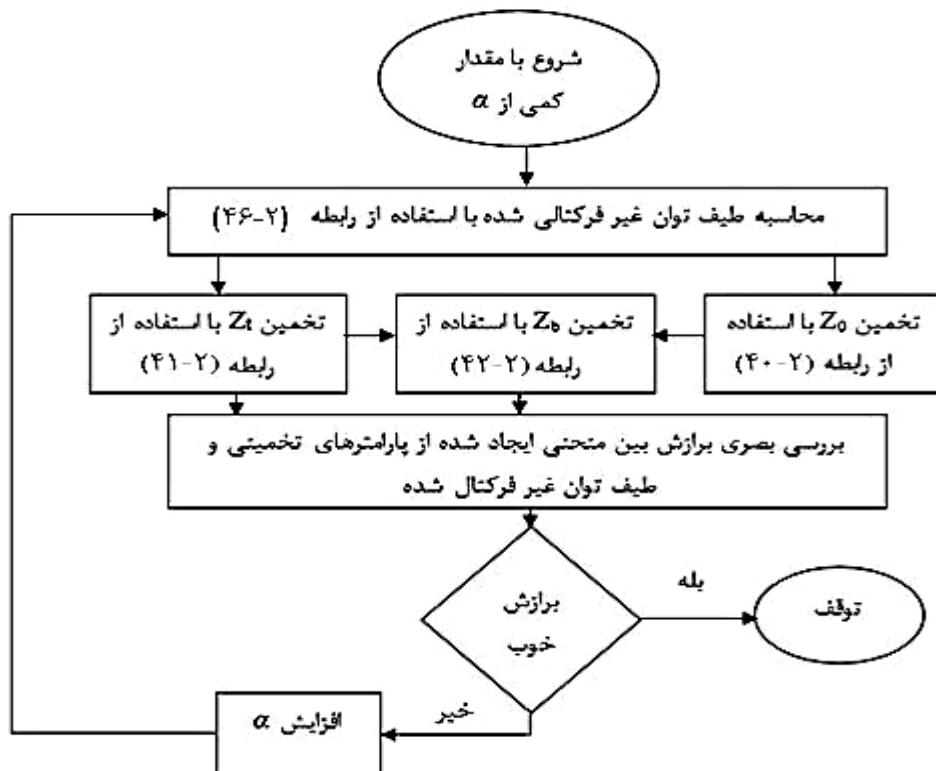 شروع با مقدار
کمی از α
محاسبه طیف توان غیر فرکتالی شده با استفاده از رابطه (۲-۴۶)
تخمین Z₀ با استفاده
از رابطه (۲-۴۰)
تخمین Zb با استفاده از
رابطه (۲-۴۲)
تخمین Zt با استفاده از
رابطه (۲-۴۱)
بررسی بصری برازش بین منحنی ایجاد شده از پارامترهای تخمیتی و
طیف توان غیر فرکتال شده
برازش
خوب
بله
توقف
خیر
افزایش α